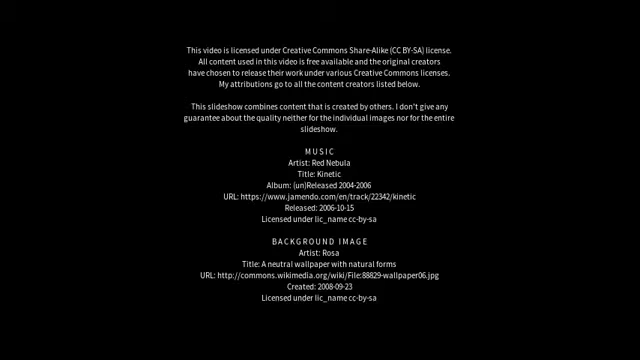 This video is licensed under Creative Commons Share-Alike (CC BY-SA) license.
All content used in this video is free available and the original creators
have chosen to release their work under various Creative Commons licenses.
My attributions go to all the content creators listed below.
This slideshow combines content that is created by others. I don't give any
guarantee about the quality neither for the individual images nor for the entire
slideshow.
MUSIC
Artist: Red Nebula
Title: Kinetic
Album: (un)Released 2004-2006
URL: https://www.jamendo.com/en/track/22342/kinetic
Released: 2006-10-15
Licensed under lic_name cc-by-sa
BACKGROUND IMAGE
Artist: Rosa
Title: A neutral wallpaper with natural forms
URL: http://commons.wikimedia.org/wiki/File:88829-wallpaper06.jpg
Created: 2008-09-23
Licensed under lic_name cc-by-sa